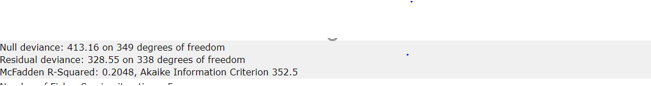 Null deviance: 413.16 on 349 degrees of freedom
Residual deviance: 328.55 on 338 degrees of freedom
McFadden R-Squared: 0.2048, Akaike Information Criterion 352.5